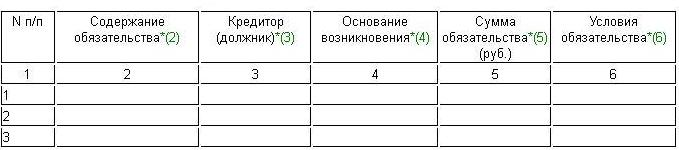 N п/п
Содержание
обязательства*(2)
Кредитор
(должник)*(3)
Основание
возникновения*(4)
Сумма
обязательства*(5)
(руб.)
Условия
обязательства*(6)
1 2 3 4 5 6
1
2
3